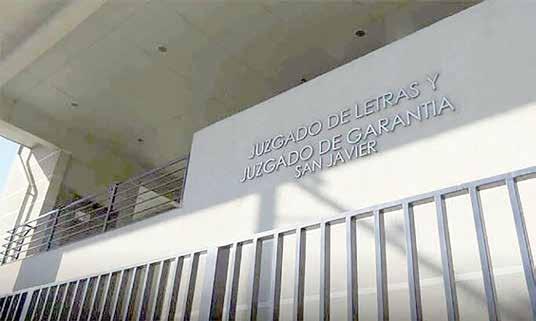 JUZGADO DE LETRAS Y
JUZGADO DE GARANTIA
SAN JAVIER